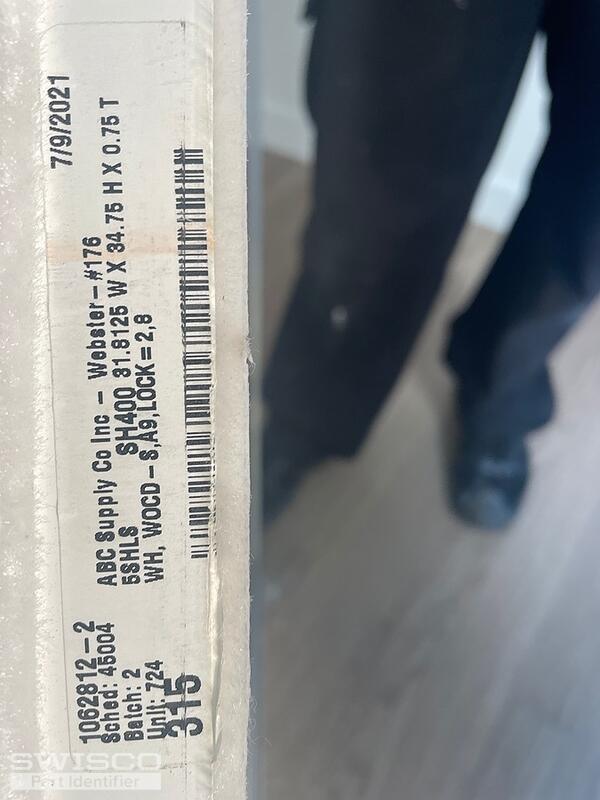 7/9/2021
1062812-2
Sched: 45004
Batch: 2
Unit: 724
315
ABC Supply Co Inc - Webster - #176
5SHLS SH400 31.8125 W X 34.75 H X 0.75 T
WH, WOCD - S,A9,LOCK = 2,8
SWISCO
Part Identifier